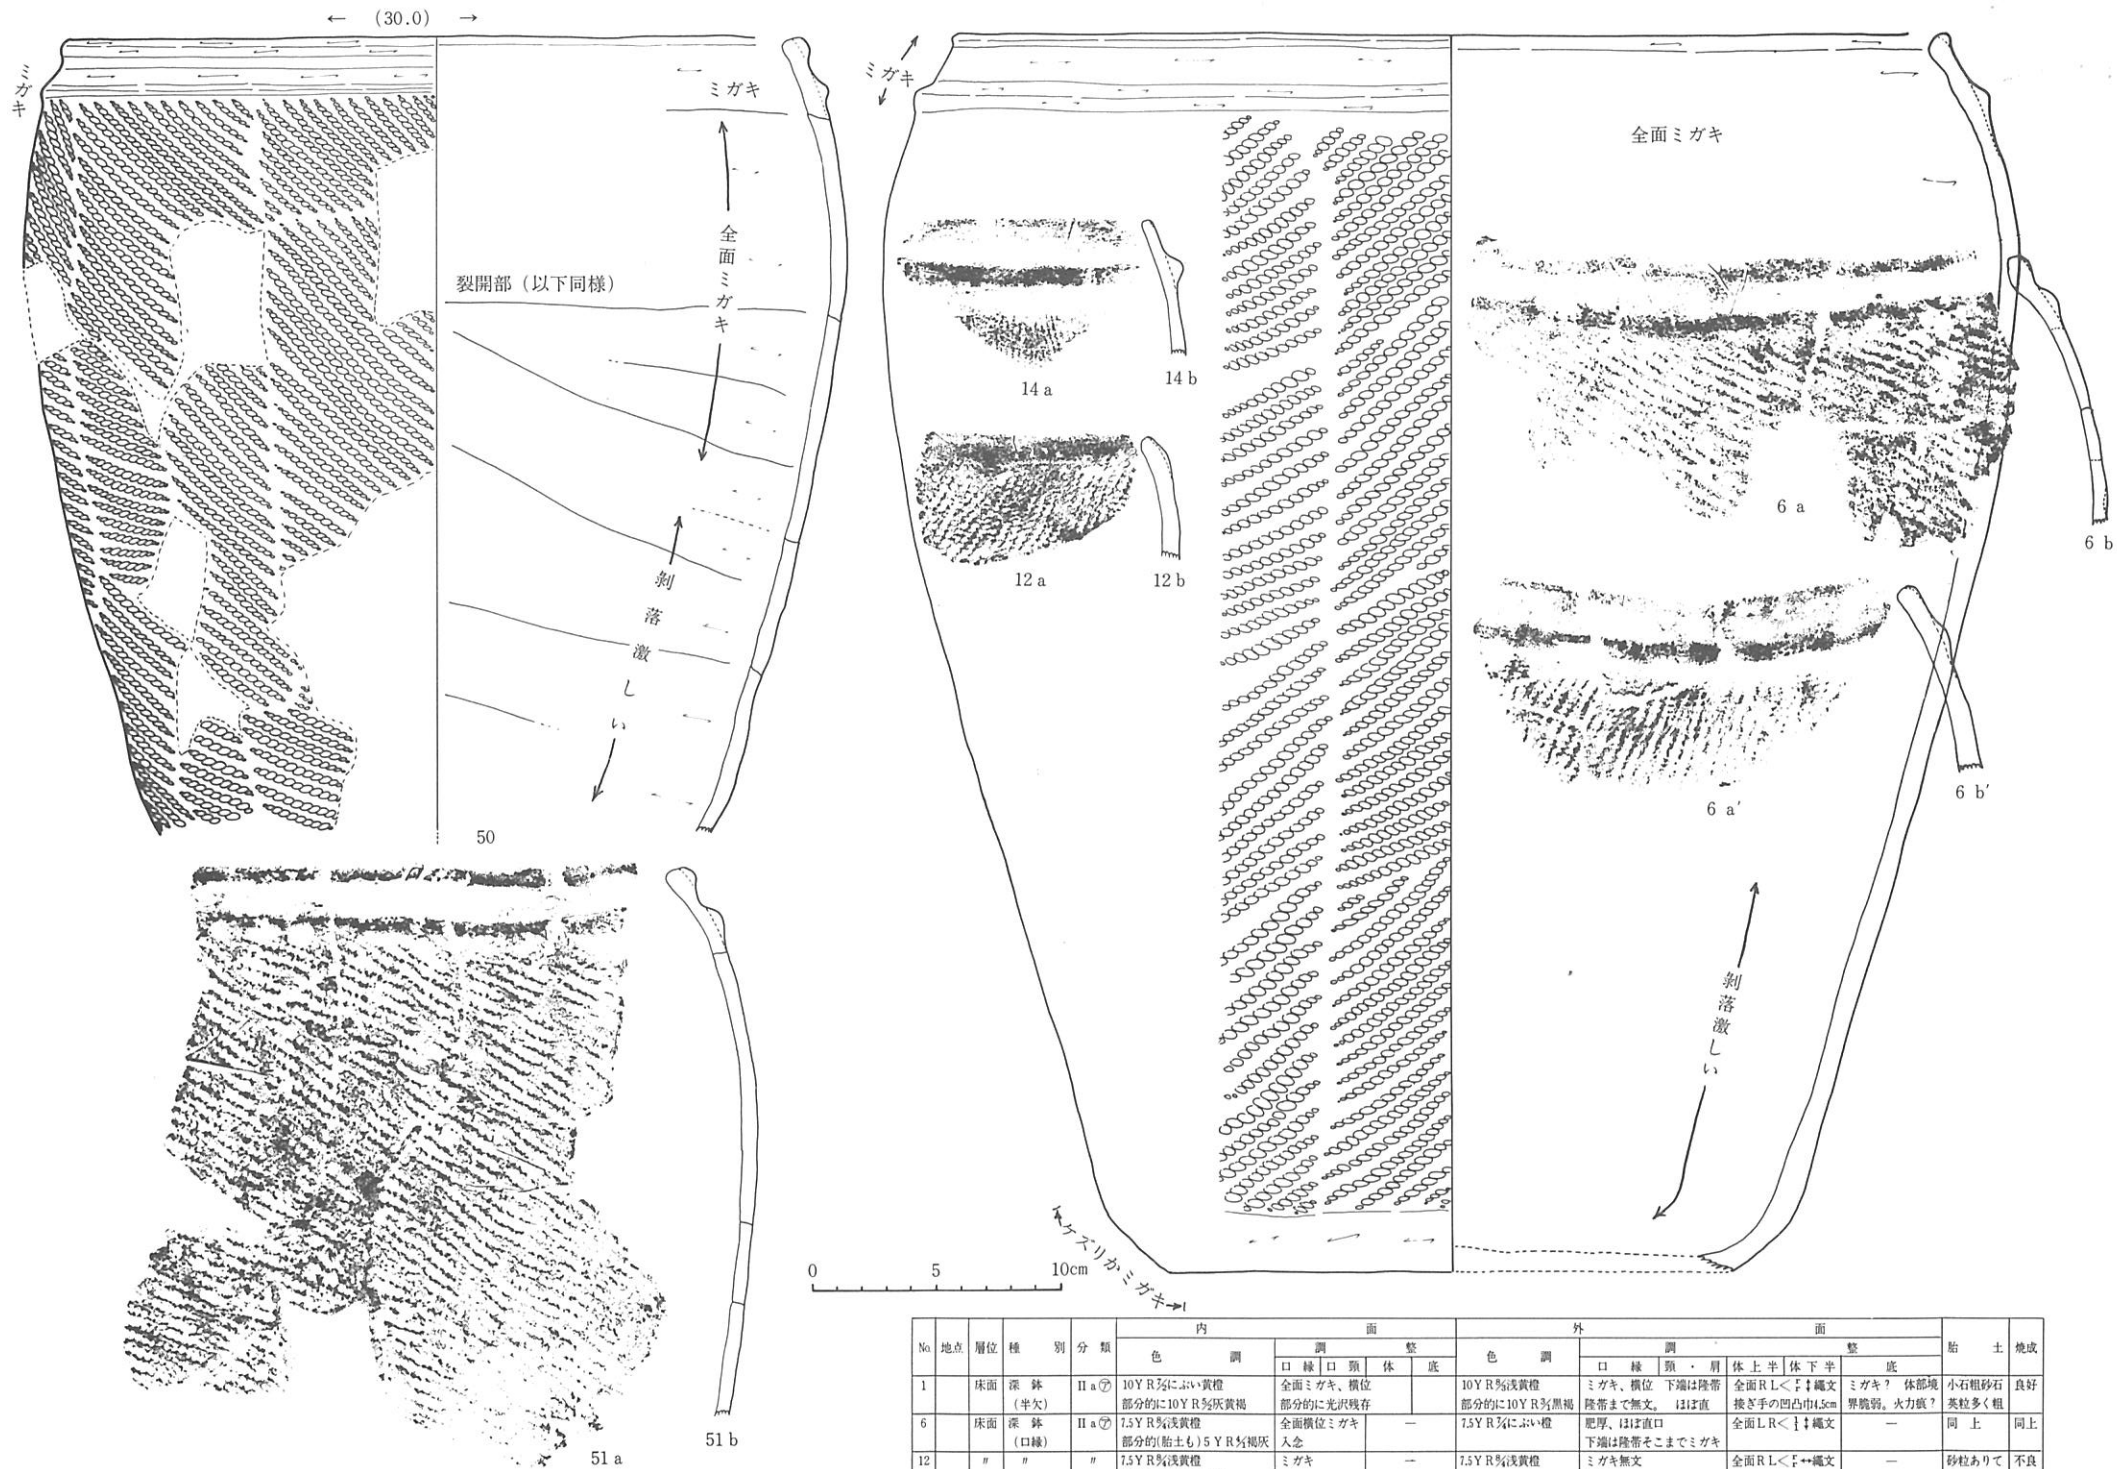 ← (30.0) →
ミガキ
ミガキ
全面ミガキ
裂開部（以下同様）
剝落激しい
50
51 a
51 b
ミガキ
全面ミガキ
14 a
14 b
12 a
12 b
6 a
6 b
6 a′
6 b′
剝落激しい
ケズリかミガキ
0 5 10cm
内面 外面
No. 地点 層位 種別 分類 色調 調整 色調 調整 胎土 焼成
口縁 口頸 体 底 口縁 頸・肩 体上半 体下半 底
1 床面 深鉢 Ⅱa㋐ 10YR にぶい黄橙 全面ミガキ、横位 10YR 浅黄橙 ミガキ、横位 下端は隆帯 全面RL 縄文 ミガキ？ 体部境 小石粗砂石 良好
（半欠） 部分的に10YR 灰黄褐 部分的に光沢残存 部分的に10YR 黒褐 隆帯まで無文。 ほぼ直 接ぎ手の凹凸巾4.5cm 界脆弱。火力痕？ 英粒多く粗
6 床面 深鉢 Ⅱa㋐ 7.5YR 浅黄橙 全面横位ミガキ — 7.5YR にぶい橙 肥厚、ほぼ直口 全面LR 縄文 — 同上 同上
（口縁） 部分的(胎土も)5YR 褐灰 入念 下端は隆帯そこまでミガキ
12 〃 〃 〃 7.5YR 浅黄橙 ミガキ — 7.5YR 浅黄橙 ミガキ無文 全面RL 縄文 — 砂粒ありて 不良